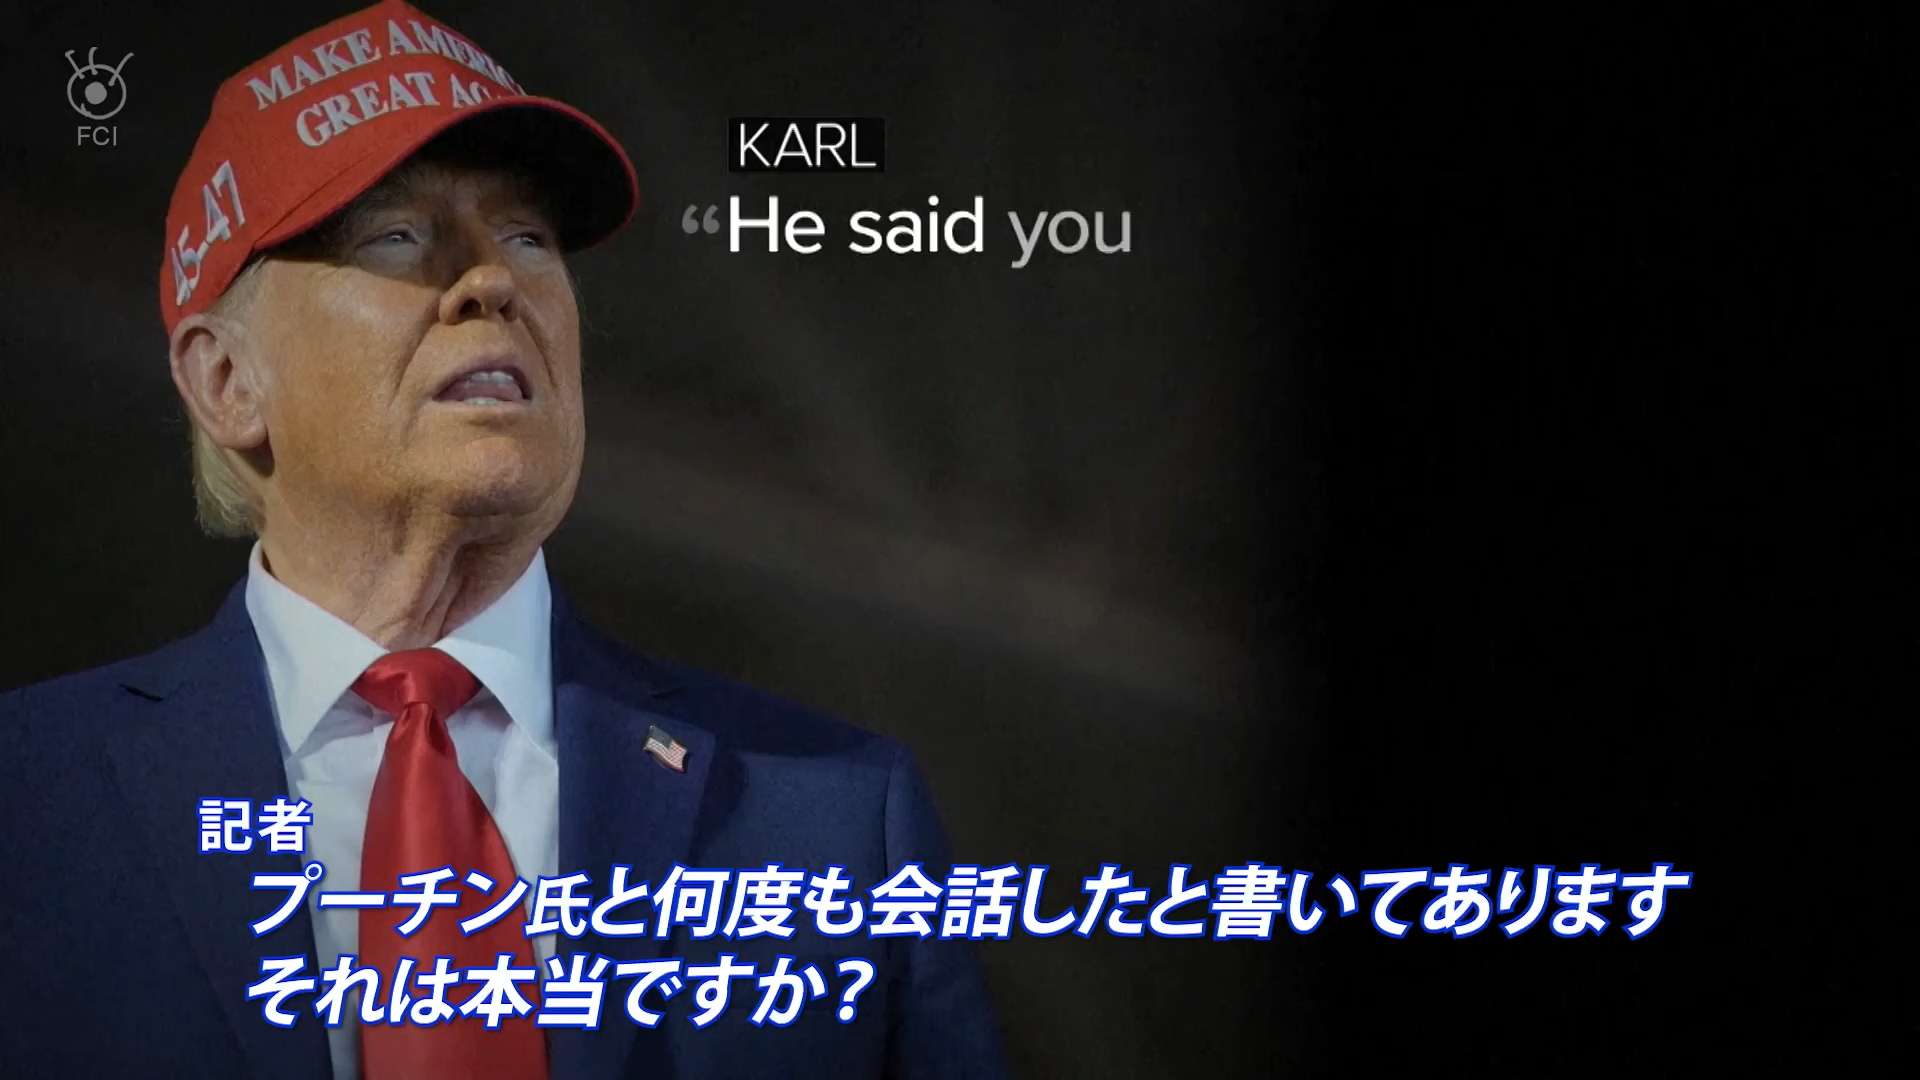 MAKE AMERIC
GREAT AG
45-47
FCI
KARL
“He said you
記者
プーチン氏と何度も会話したと書いてあります
それは本当ですか?